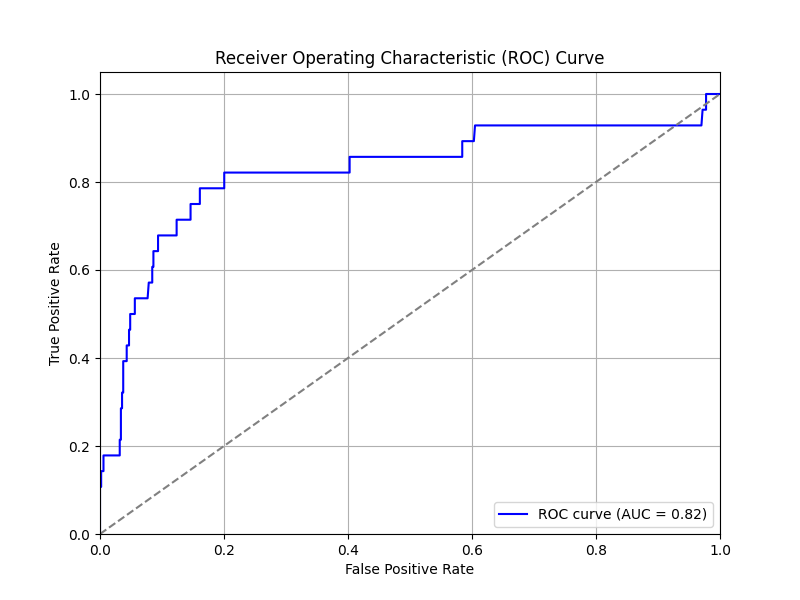 Receiver Operating Characteristic (ROC) Curve
True Positive Rate
1.0
0.8
0.6
0.4
0.2
0.0
0.0 0.2 0.4 0.6 0.8 1.0
False Positive Rate
ROC curve (AUC = 0.82)